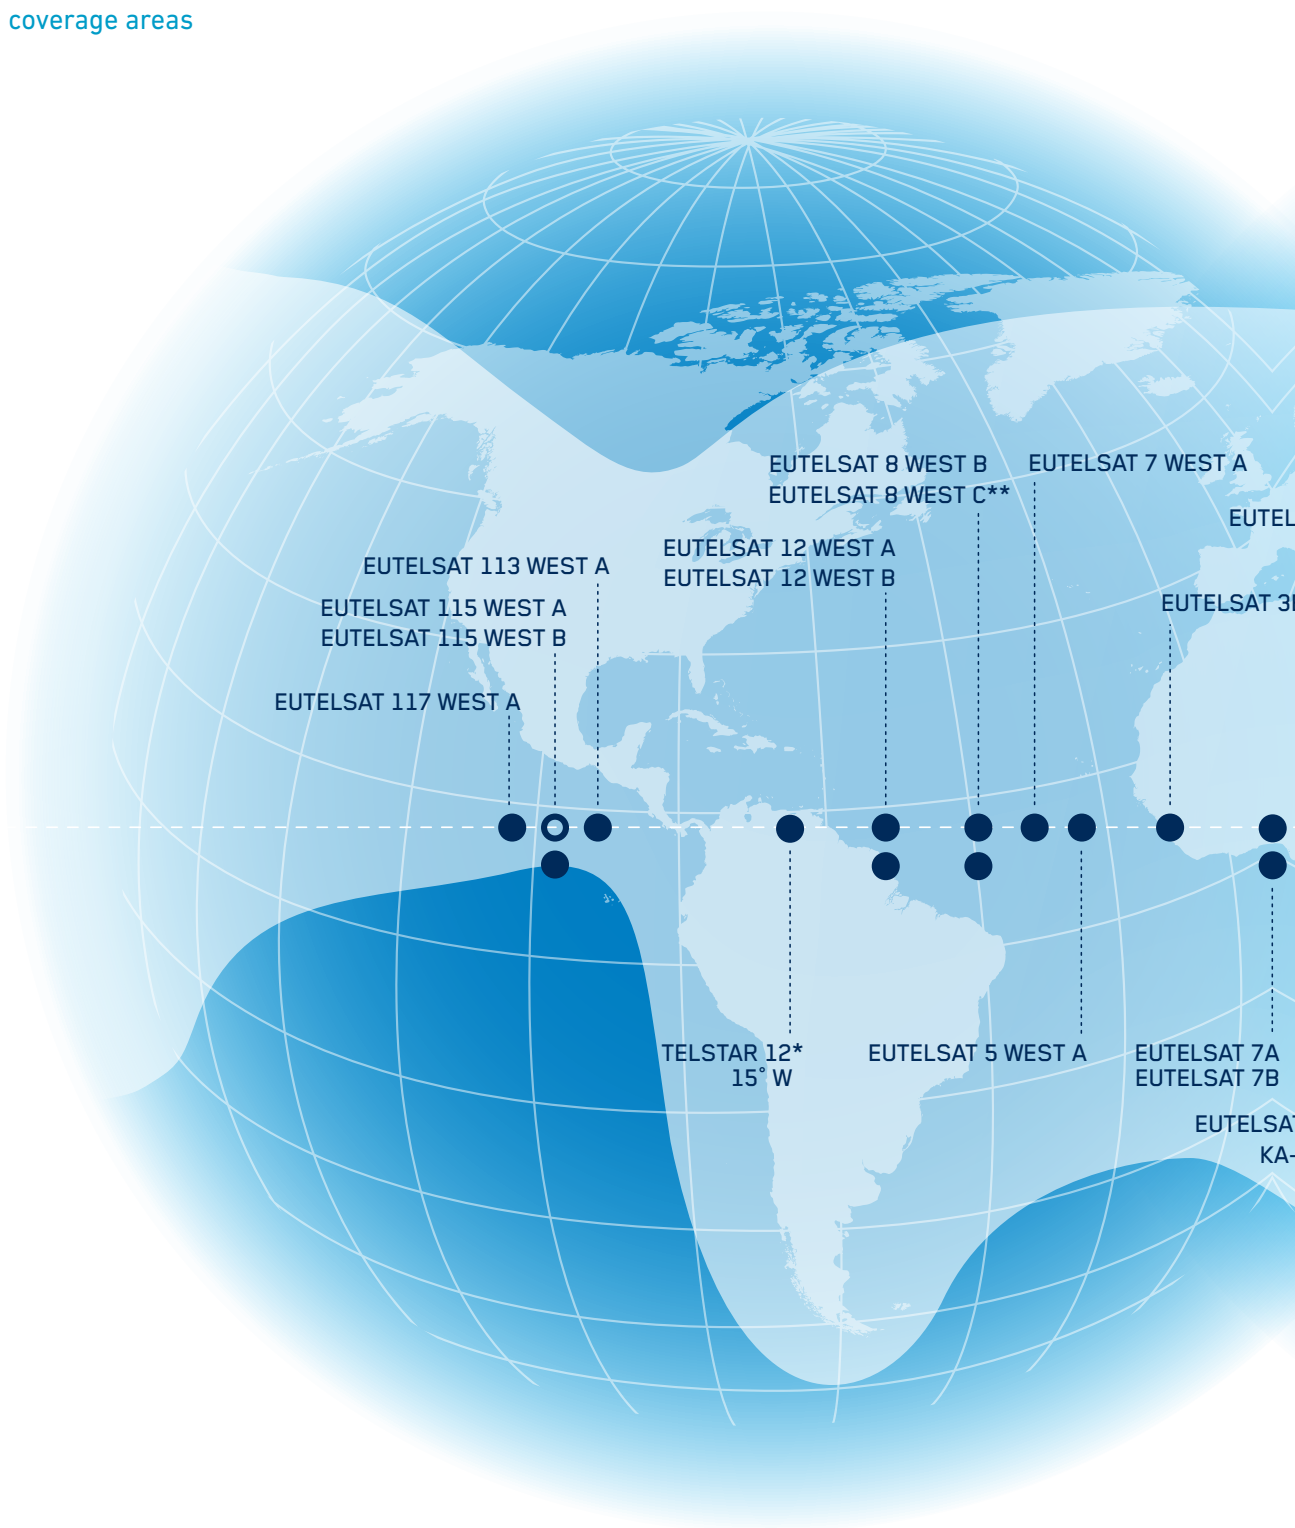 coverage areas
EUTELSAT 8 WEST B
EUTELSAT 8 WEST C**
EUTELSAT 7 WEST A
EUTEL
EUTELSAT 12 WEST A
EUTELSAT 12 WEST B
EUTELSAT 113 WEST A
EUTELSAT 115 WEST A
EUTELSAT 115 WEST B
EUTELSAT 3
EUTELSAT 117 WEST A
TELSTAR 12*
15° W
EUTELSAT 5 WEST A
EUTELSAT 7A
EUTELSAT 7B
EUTELSAT
KA-